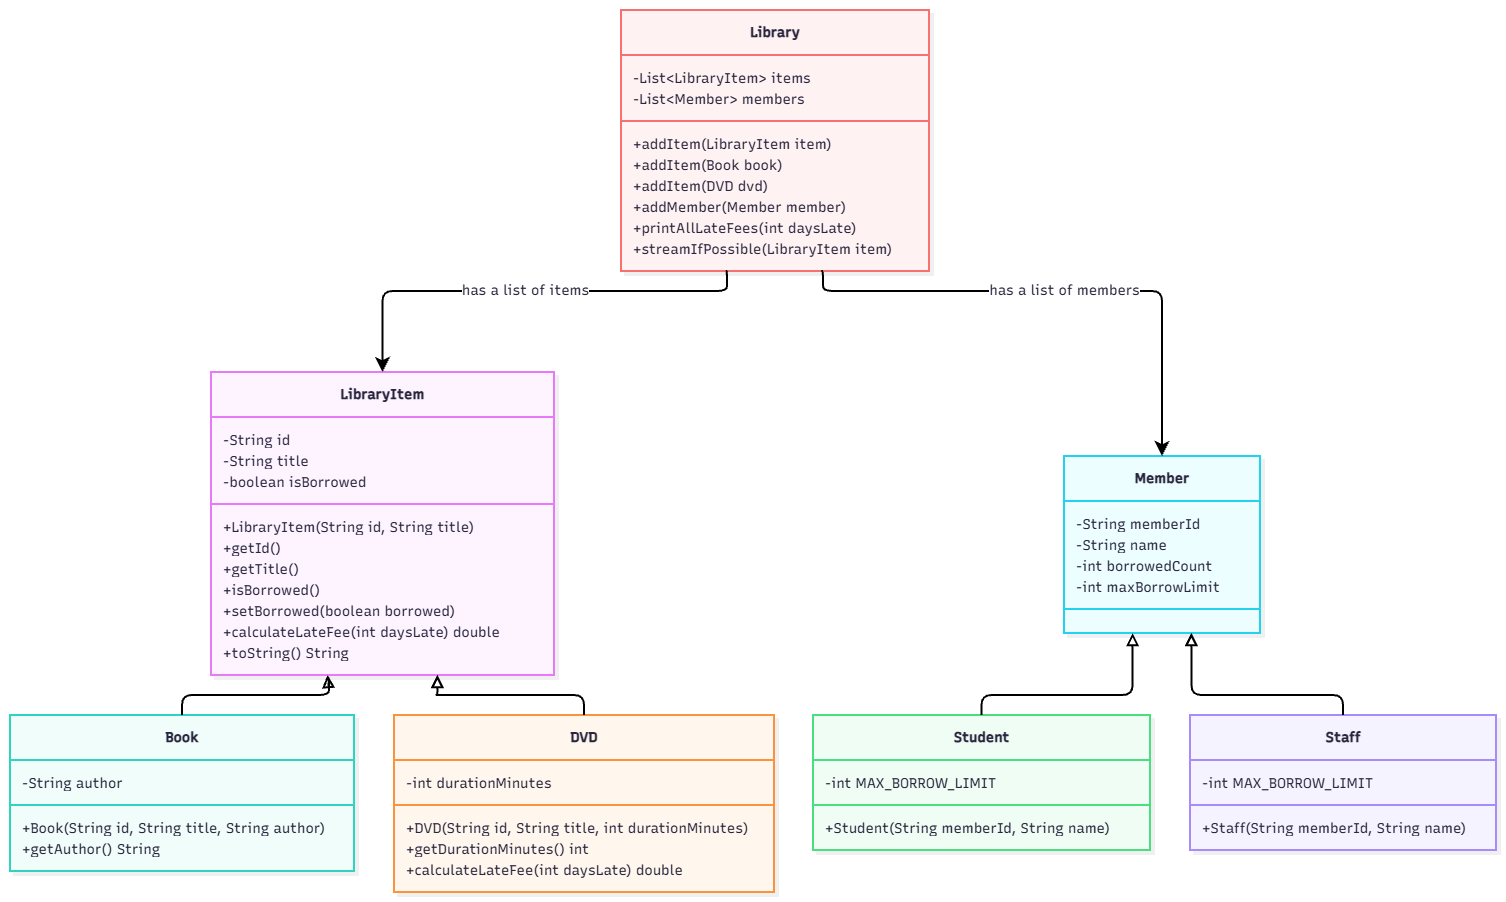 Library
-List<LibraryItem> items
-List<Member> members
+addItem(LibraryItem item)
+addItem(Book book)
+addItem(DVD dvd)
+addMember(Member member)
+printAllLateFees(int daysLate)
+streamIfPossible(LibraryItem item)
has a list of items
has a list of members
LibraryItem
-String id
-String title
-boolean isBorrowed
+LibraryItem(String id, String title)
+getId()
+getTitle()
+isBorrowed()
+setBorrowed(boolean borrowed)
+calculateLateFee(int daysLate) double
+toString() String
Member
-String memberId
-String name
-int borrowedCount
-int maxBorrowLimit
Book
-String author
+Book(String id, String title, String author)
+getAuthor() String
DVD
-int durationMinutes
+DVD(String id, String title, int durationMinutes)
+getDurationMinutes() int
+calculateLateFee(int daysLate) double
Student
-int MAX_BORROW_LIMIT
+Student(String memberId, String name)
Staff
-int MAX_BORROW_LIMIT
+Staff(String memberId, String name)